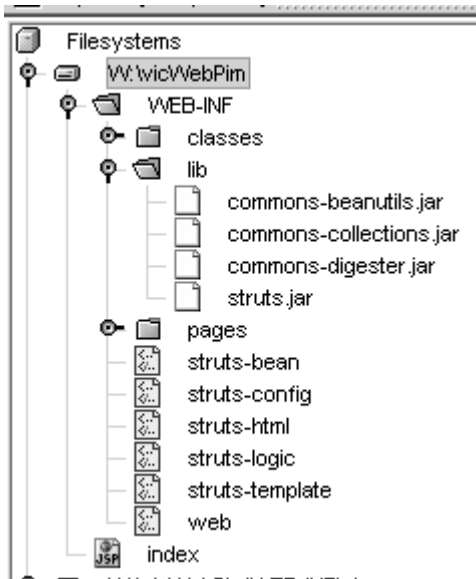 Filesystems
W:\vicWebPim
WEB-INF
classes
lib
commons-beanutils.jar
commons-collections.jar
commons-digester.jar
struts.jar
pages
struts-bean
struts-config
struts-html
struts-logic
struts-template
web
JSP index